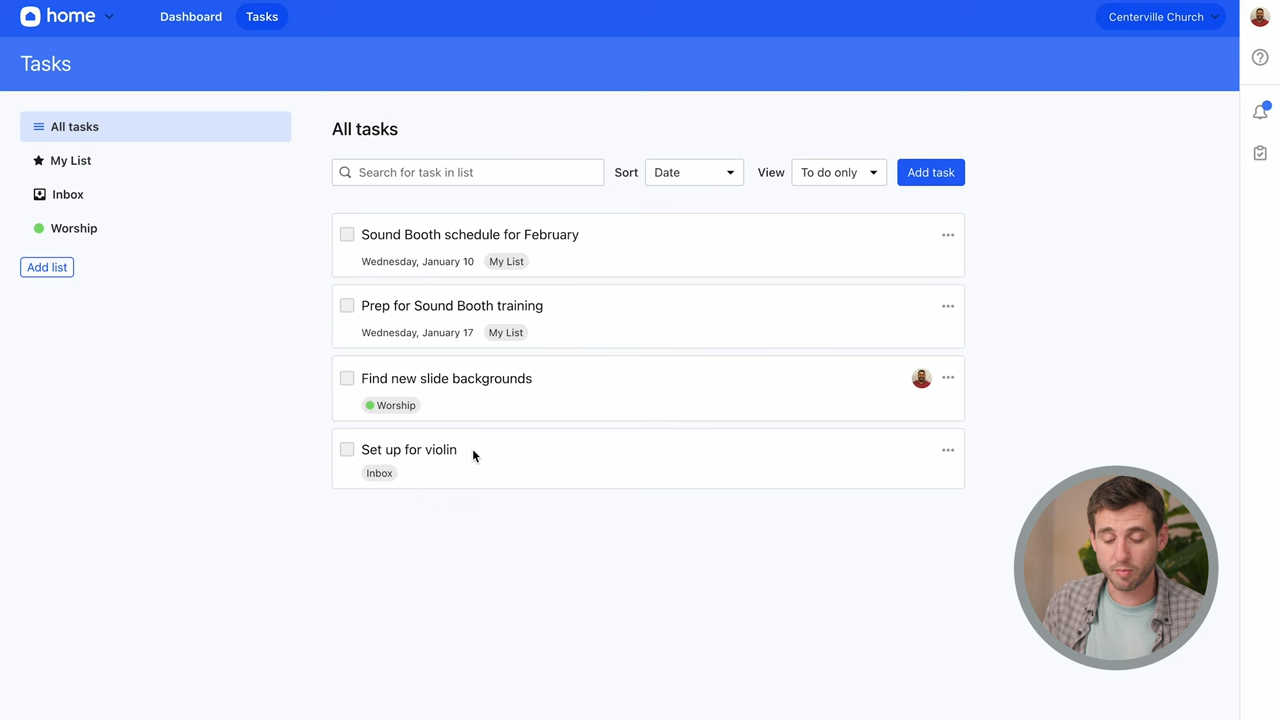 home
Dashboard
Tasks
Centerville Church
Tasks
All tasks
My List
Inbox
Worship
Add list
All tasks
Search for task in list
Sort
Date
View
To do only
Add task
Sound Booth schedule for February
Wednesday, January 10
My List
Prep for Sound Booth training
Wednesday, January 17
My List
Find new slide backgrounds
Worship
Set up for violin
Inbox